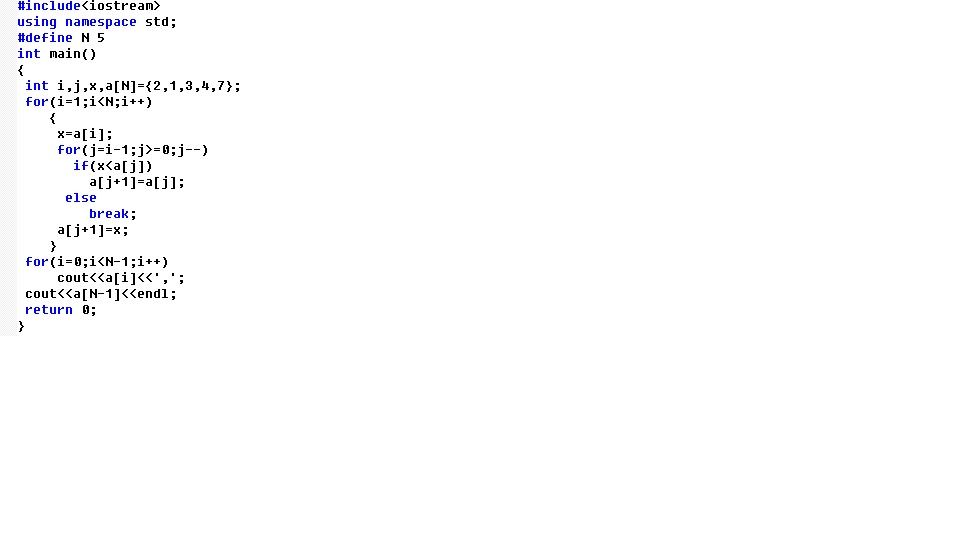 #include<iostream>
using namespace std;
#define N 5
int main()
{
int i,j,x,a[N]={2,1,3,4,7};
for(i=1;i<N;i++)
{
x=a[i];
for(j=i-1;j>=0;j--)
if(x<a[j])
a[j+1]=a[j];
else
break;
a[j+1]=x;
}
for(i=0;i<N-1;i++)
cout<<a[i]<<',';
cout<<a[N-1]<<endl;
return 0;
}